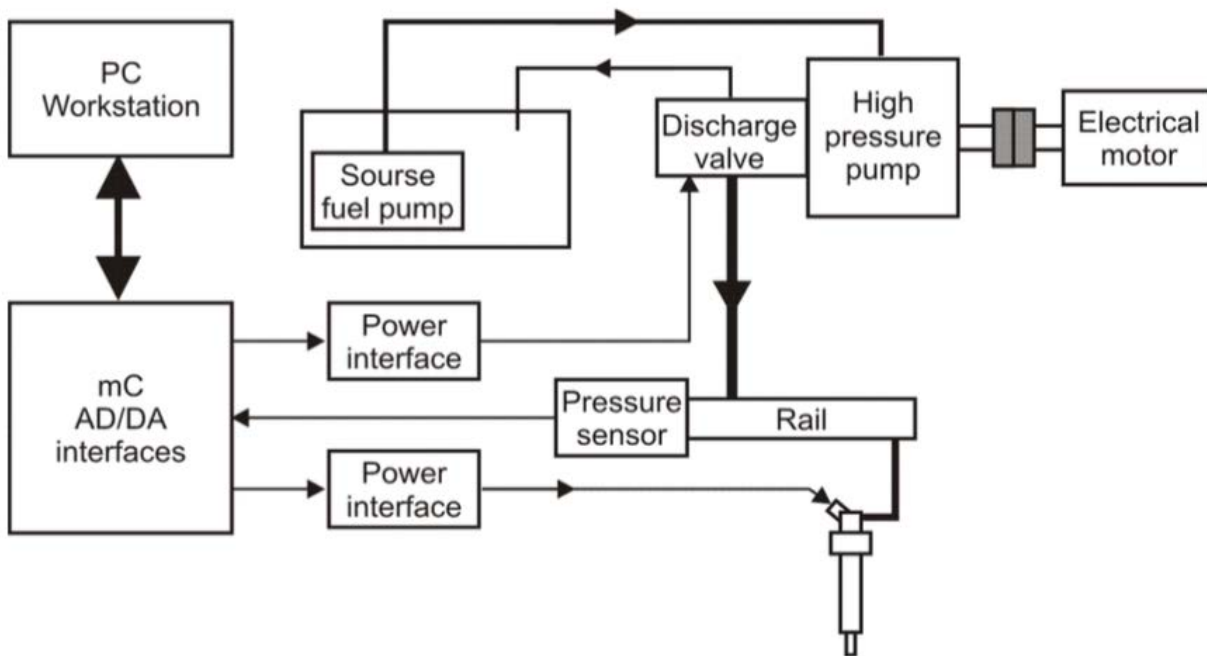 PC
Workstation
Sourse
fuel pump
Discharge
valve
High
pressure
pump
Electrical
motor
mC
AD/DA
interfaces
Power
interface
Pressure
sensor
Rail
Power
interface